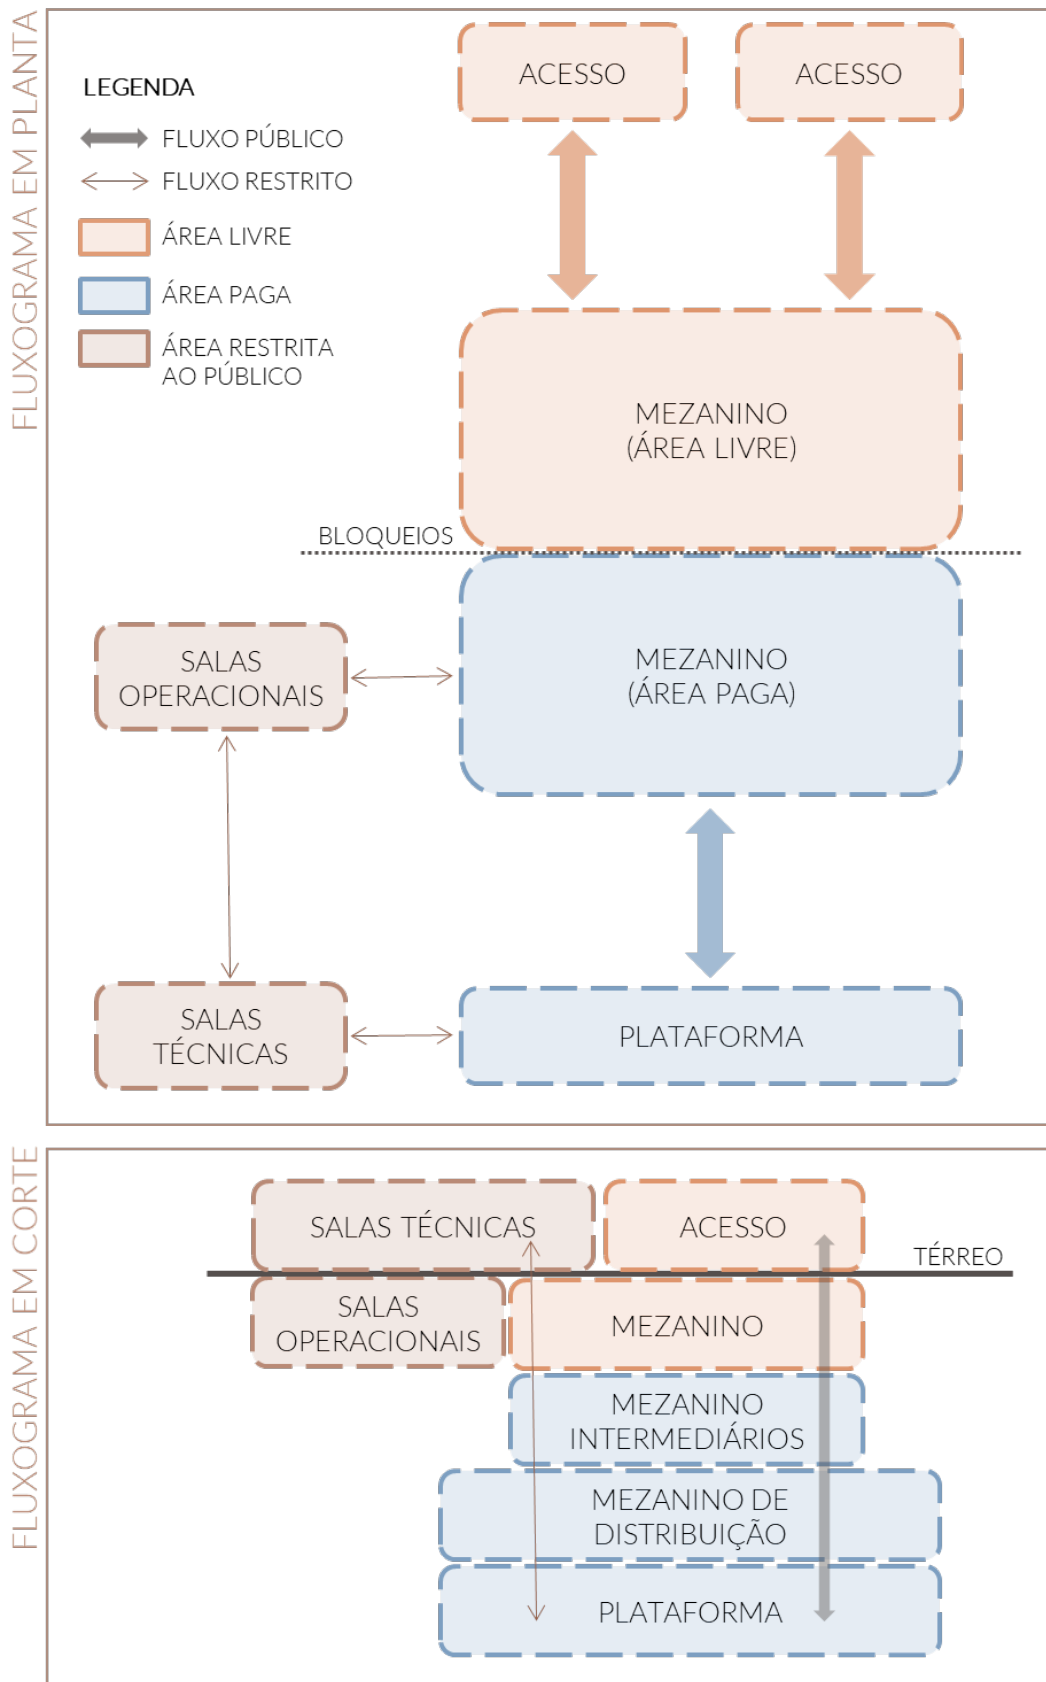 FLUXOGRAMA EM PLANTA
LEGENDA
FLUXO PÚBLICO
FLUXO RESTRITO
ÁREA LIVRE
ÁREA PAGA
ÁREA RESTRITA
AO PÚBLICO
ACESSO
ACESSO
MEZANINO
(ÁREA LIVRE)
BLOQUEIOS
MEZANINO
(ÁREA PAGA)
SALAS
OPERACIONAIS
SALAS
TÉCNICAS
PLATAFORMA
FLUXOGRAMA EM CORTE
SALAS TÉCNICAS
ACESSO
TÉRREO
SALAS
OPERACIONAIS
MEZANINO
MEZANINO
INTERMEDIÁRIOS
MEZANINO DE
DISTRIBUIÇÃO
PLATAFORMA